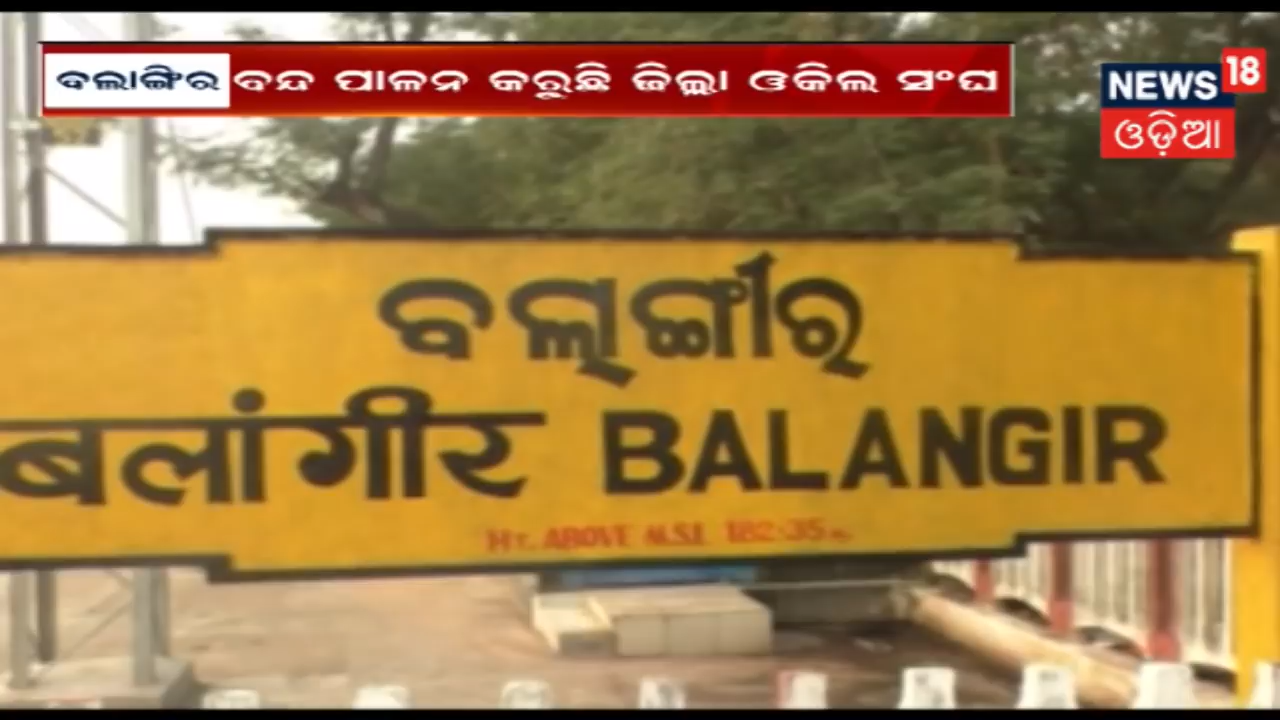 ବଲାଙ୍ଗିର ବନ୍ଦ ପାଳନ କରୁଛି ଜିଲ୍ଲା ଓକିଲ ସଂଘ
NEWS 18
ଓଡ଼ିଆ
ବଲାଙ୍ଗୀର
बलांगीर BALANGIR
HT. ABOVE M.S.L 182.35 m.